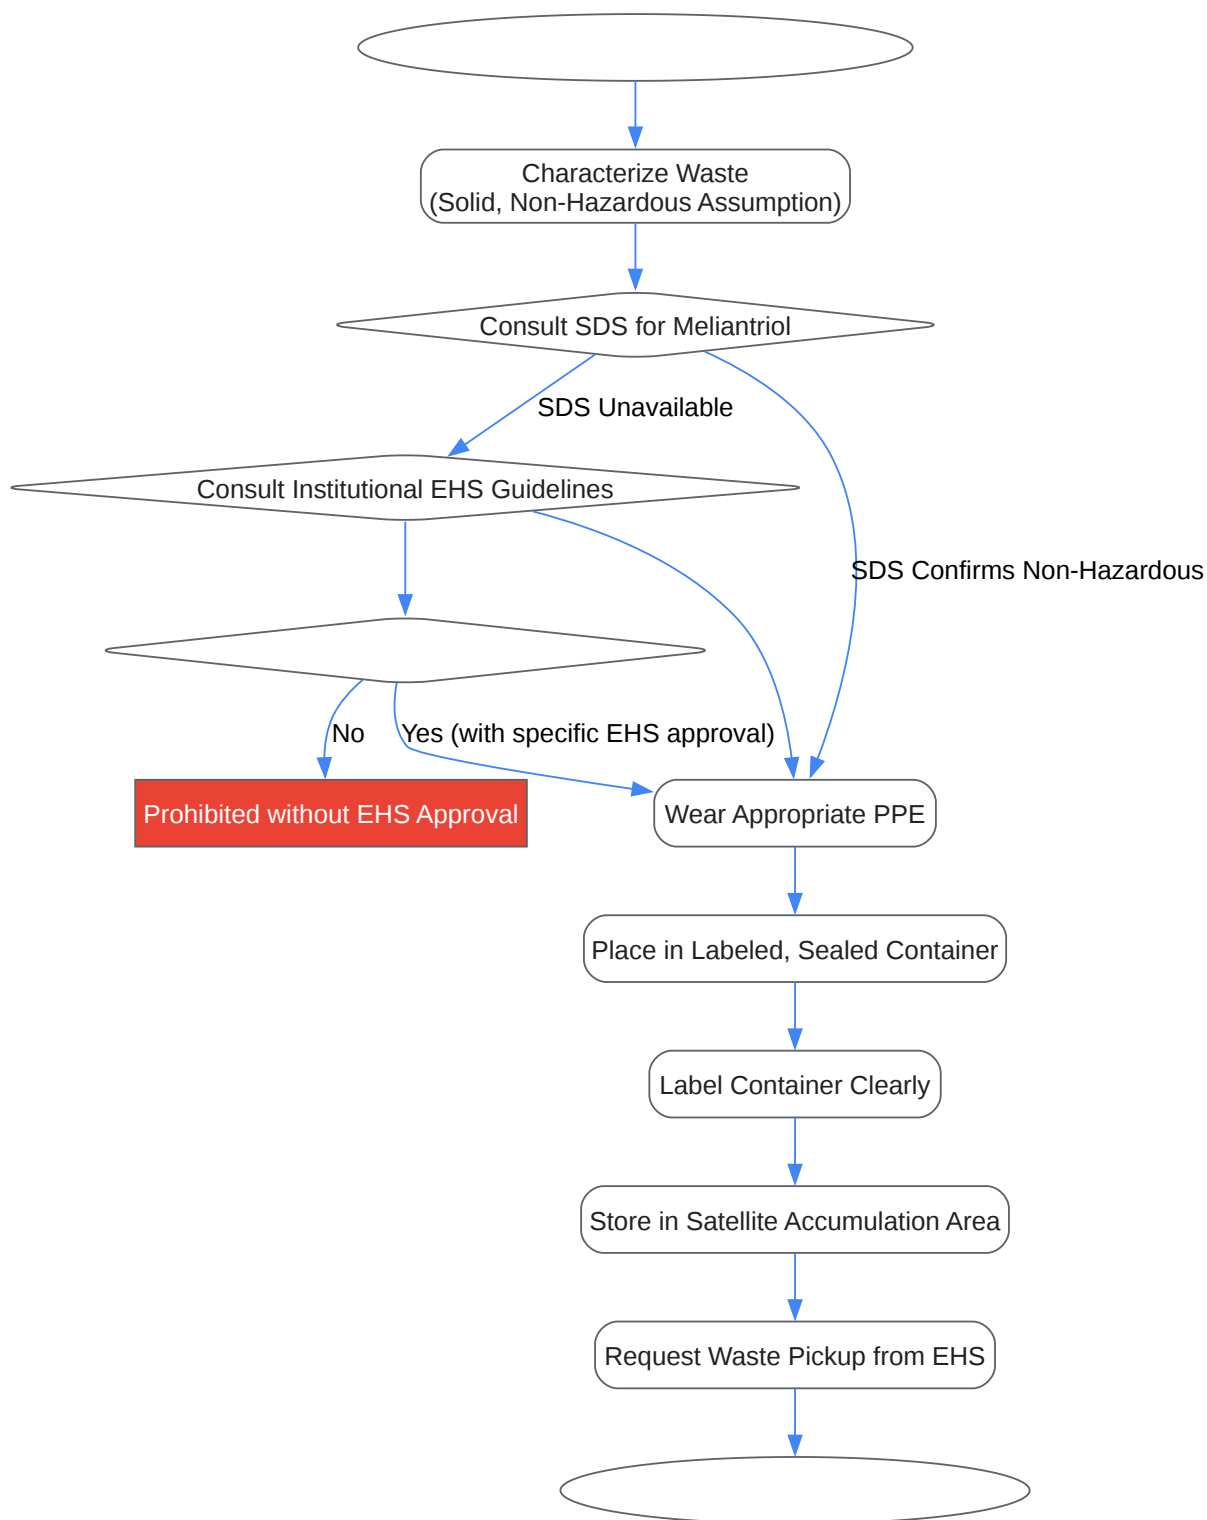 Characterize Waste
(Solid, Non-Hazardous Assumption)
Consult SDS for Meliantriol
SDS Unavailable
Consult Institutional EHS Guidelines
SDS Confirms Non-Hazardous
No
Yes (with specific EHS approval)
Prohibited without EHS Approval
Wear Appropriate PPE
Place in Labeled, Sealed Container
Label Container Clearly
Store in Satellite Accumulation Area
Request Waste Pickup from EHS